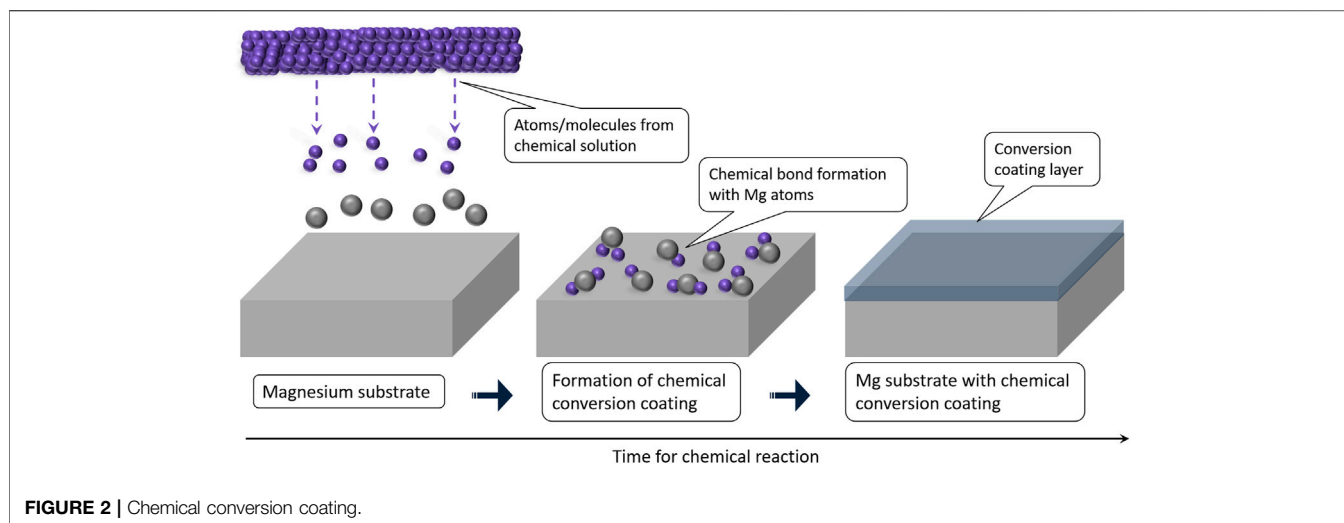 Atoms/molecules from
chemical solution
Chemical bond formation
with Mg atoms
Conversion
coating layer
Magnesium substrate
Formation of chemical
conversion coating
Mg substrate with chemical
conversion coating
Time for chemical reaction
FIGURE 2 | Chemical conversion coating.